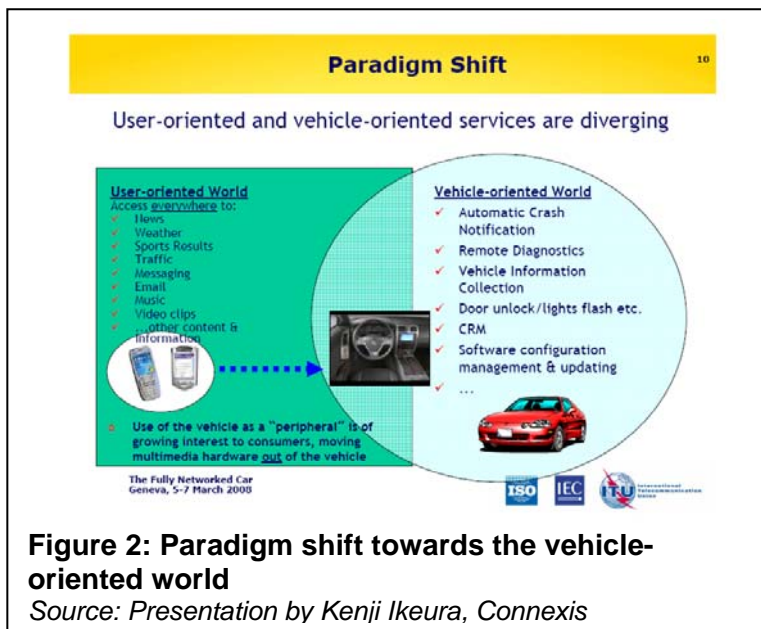 Paradigm Shift
10
User-oriented and vehicle-oriented services are diverging
User-oriented World
Access everywhere to:
✓ News
✓ Weather
✓ Sports Results
✓ Traffic
✓ Messaging
✓ Email
✓ Music
✓ Video clips
✓ ...other content &
information
Use of the vehicle as a "peripheral" is of
growing interest to consumers, moving
multimedia hardware out of the vehicle
Vehicle-oriented World
✓ Automatic Crash
Notification
✓ Remote Diagnostics
✓ Vehicle Information
Collection
✓ Door unlock/lights flash etc.
✓ CRM
✓ Software configuration
management & updating
✓ ...
The Fully Networked Car
Geneva, 5-7 March 2008
ISO
IEC
ITU
International
Telecommunication
Union
Figure 2: Paradigm shift towards the vehicle-
oriented world
Source: Presentation by Kenji Ikeura, Connexis